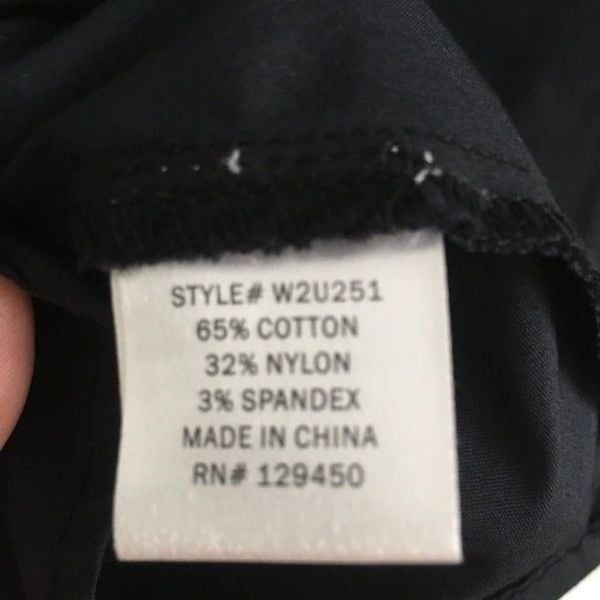 STYLE# W2U251
65% COTTON
32% NYLON
3% SPANDEX
MADE IN CHINA
RN# 129450